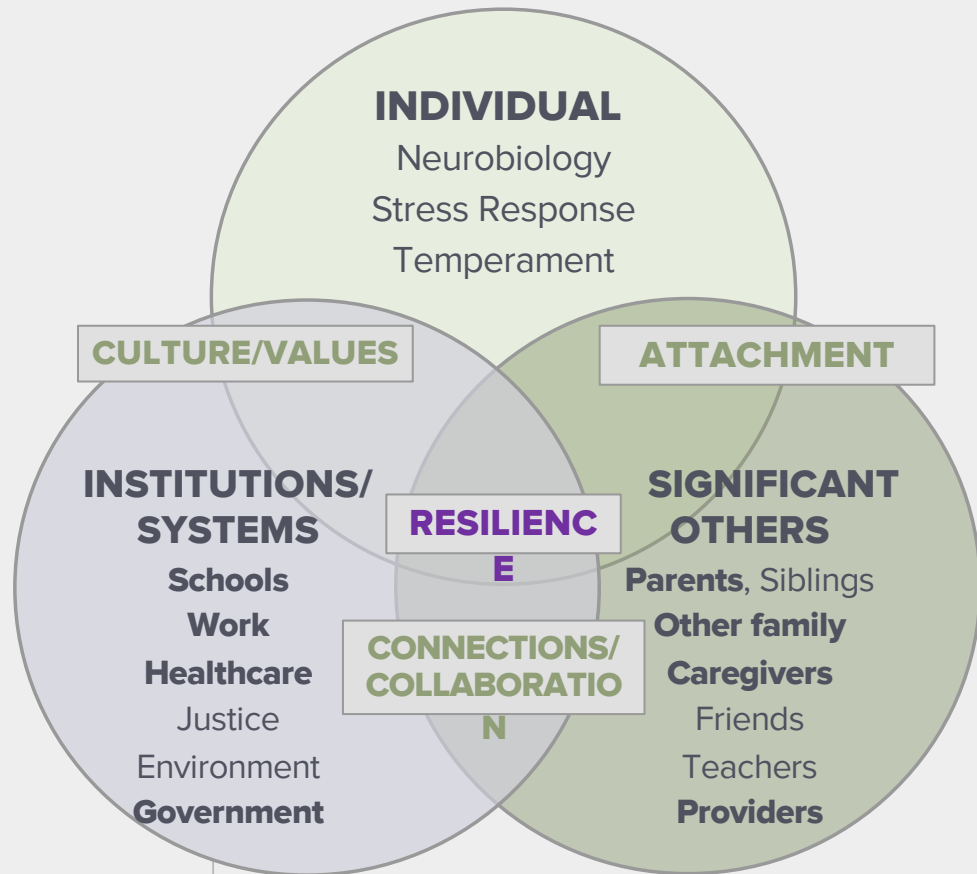 INDIVIDUAL
Neurobiology
Stress Response
Temperament
CULTURE/VALUES
ATTACHMENT
INSTITUTIONS/
SYSTEMS
Schools
Work
Healthcare
Justice
Environment
Government
RESILIENC
E
CONNECTIONS/
COLLABORATIO
N
SIGNIFICANT
OTHERS
Parents, Siblings
Other family
Caregivers
Friends
Teachers
Providers